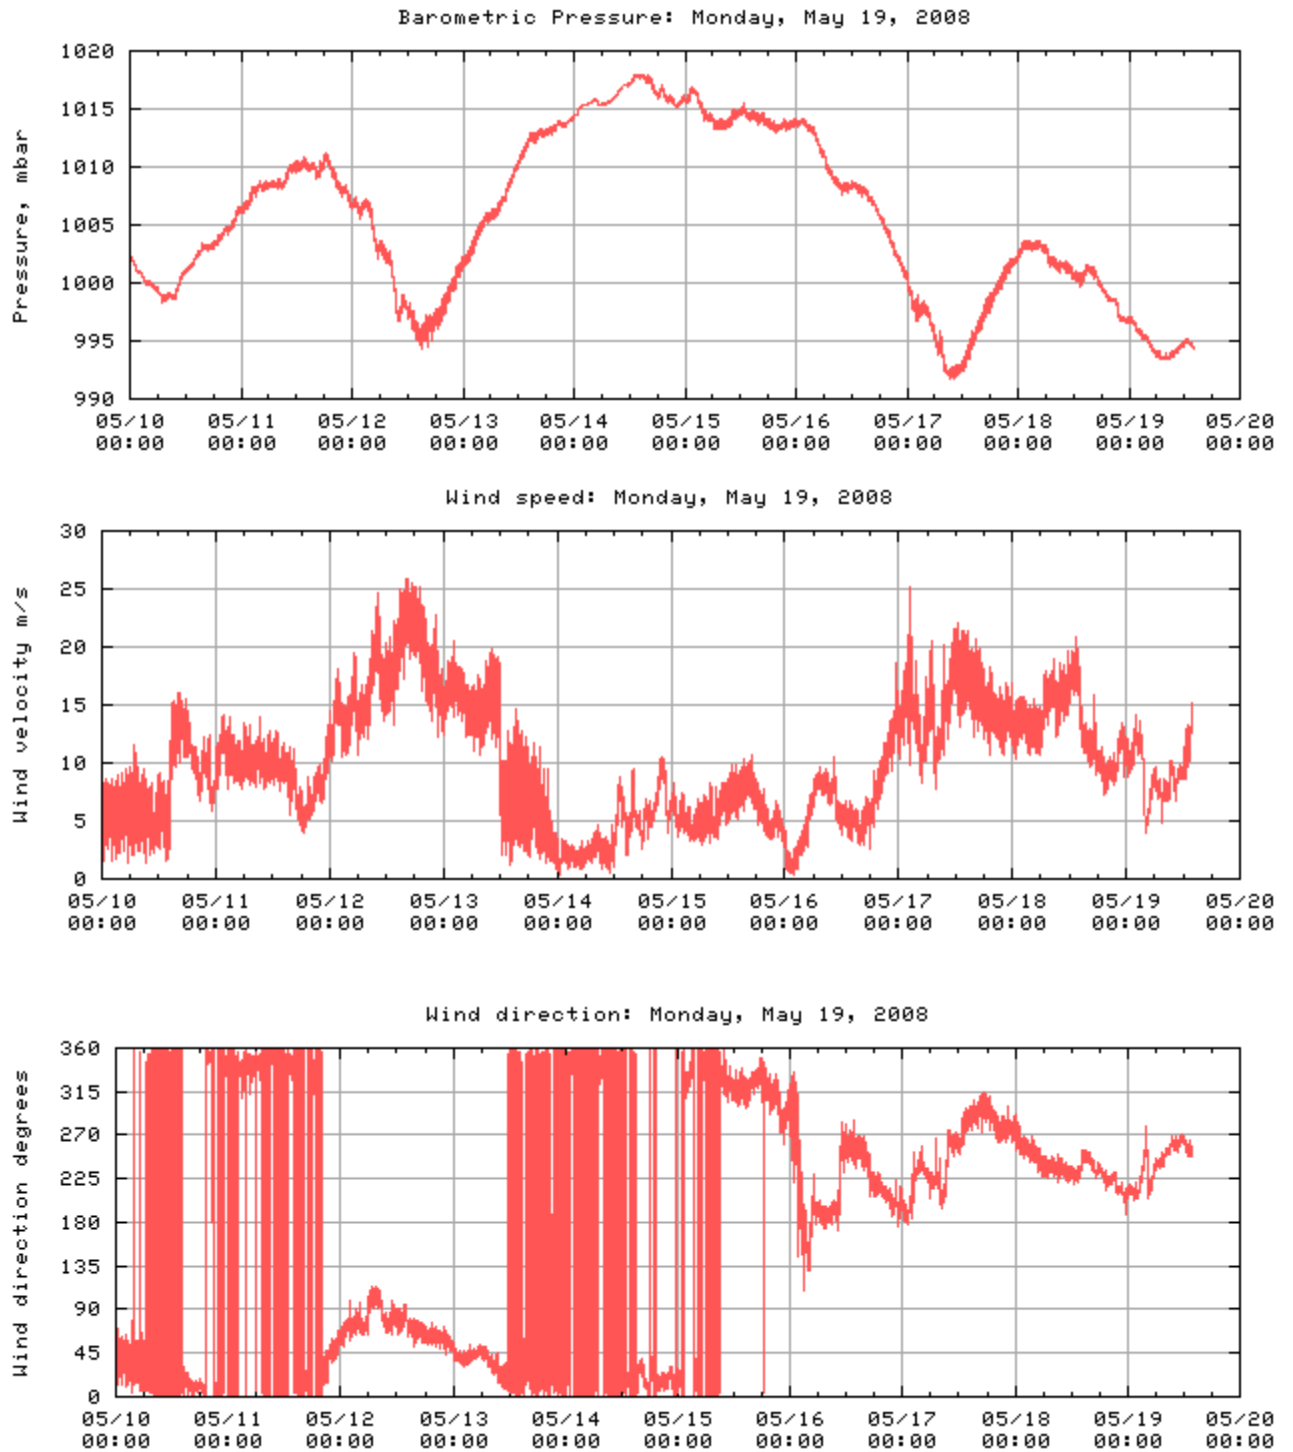 Barometric Pressure: Monday, May 19, 2008
Pressure, mbar
1020
1015
1010
1005
1000
995
990
05/10 05/11 05/12 05/13 05/14 05/15 05/16 05/17 05/18 05/19 05/20
00:00 00:00 00:00 00:00 00:00 00:00 00:00 00:00 00:00 00:00 00:00
Wind speed: Monday, May 19, 2008
Wind velocity m/s
30
25
20
15
10
5
0
05/10 05/11 05/12 05/13 05/14 05/15 05/16 05/17 05/18 05/19 05/20
00:00 00:00 00:00 00:00 00:00 00:00 00:00 00:00 00:00 00:00 00:00
Wind direction: Monday, May 19, 2008
Wind direction degrees
360
315
270
225
180
135
90
45
0
05/10 05/11 05/12 05/13 05/14 05/15 05/16 05/17 05/18 05/19 05/20
00:00 00:00 00:00 00:00 00:00 00:00 00:00 00:00 00:00 00:00 00:00